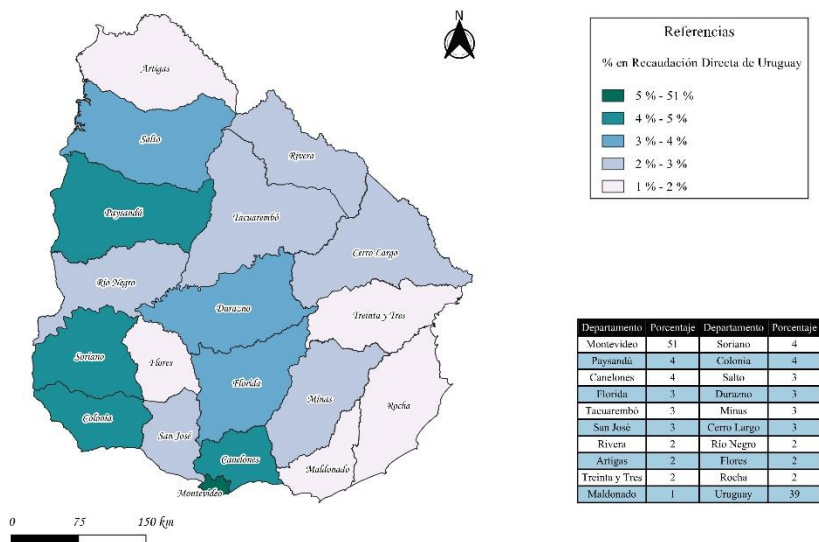 N
Artigas
Salto
Rivera
Paysandú
Tacuarembó
Cerro Largo
Río Negro
Durazno
Treinta y Tres
Soriano
Flores
Florida
Minas
Rocha
Colonia
San José
Canelones
Maldonado
Montevideo
0 75 150 km
Referencias
% en Recaudación Directa de Uruguay
5 % - 51 %
4 % - 5 %
3 % - 4 %
2 % - 3 %
1 % - 2 %
Departamento Porcentaje Departamento Porcentaje
Montevideo 51 Soriano 4
Paysandú 4 Colonia 4
Canelones 4 Salto 3
Florida 3 Durazno 3
Tacuarembó 3 Minas 3
San José 3 Cerro Largo 3
Rivera 2 Río Negro 2
Artigas 2 Flores 2
Treinta y Tres 2 Rocha 2
Maldonado 1 Uruguay 39